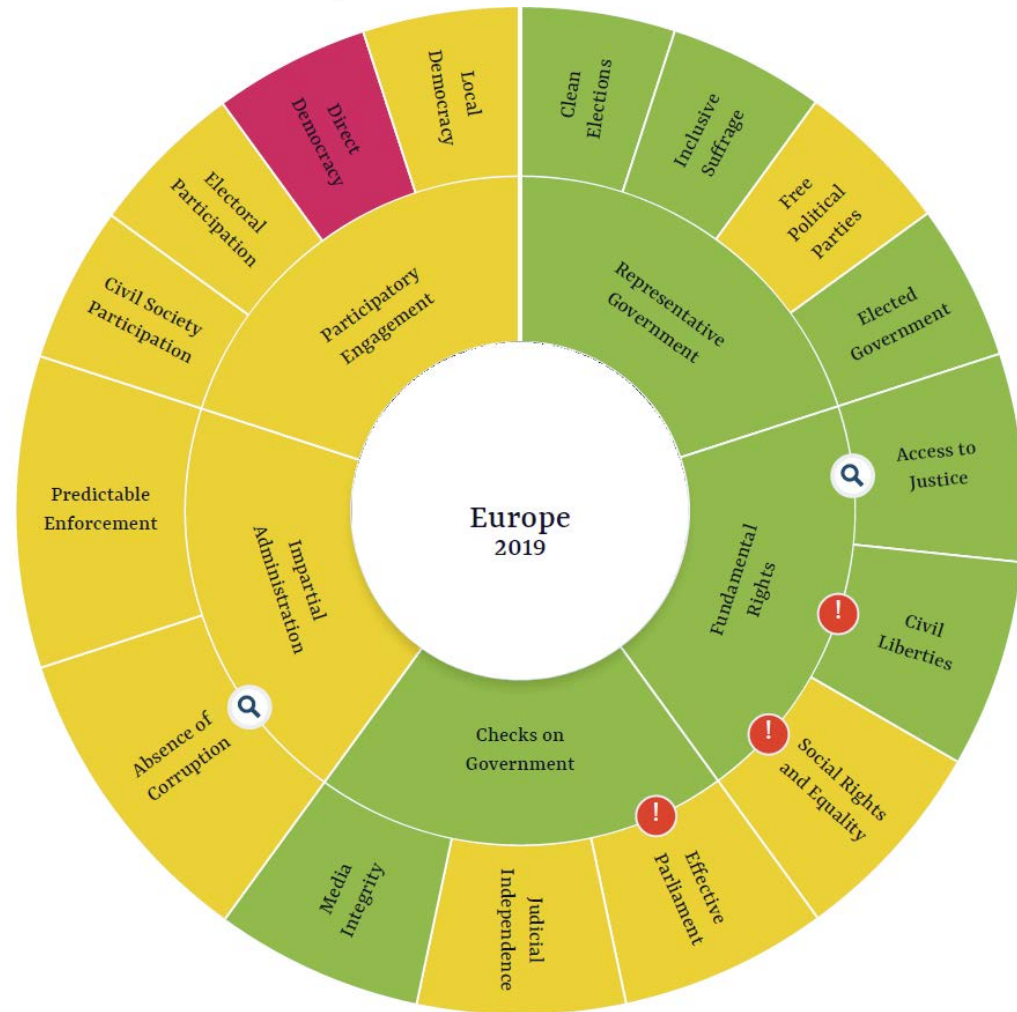 Clean
Elections
Inclusive
Suffrage
Free
Political
Parties
Elected
Government
Access to
Justice
Civil
Liberties
Social Rights
and Equality
Effective
Parliament
Judicial
Independence
Media
Integrity
Absence of
Corruption
Predictable
Enforcement
Civil Society
Participation
Electoral
Participation
Direct
Democracy
Local
Democracy
Representative
Government
Fundamental
Rights
!
!
!
Checks on
Government
Impartial
Administration
Participatory
Engagement
Europe
2019